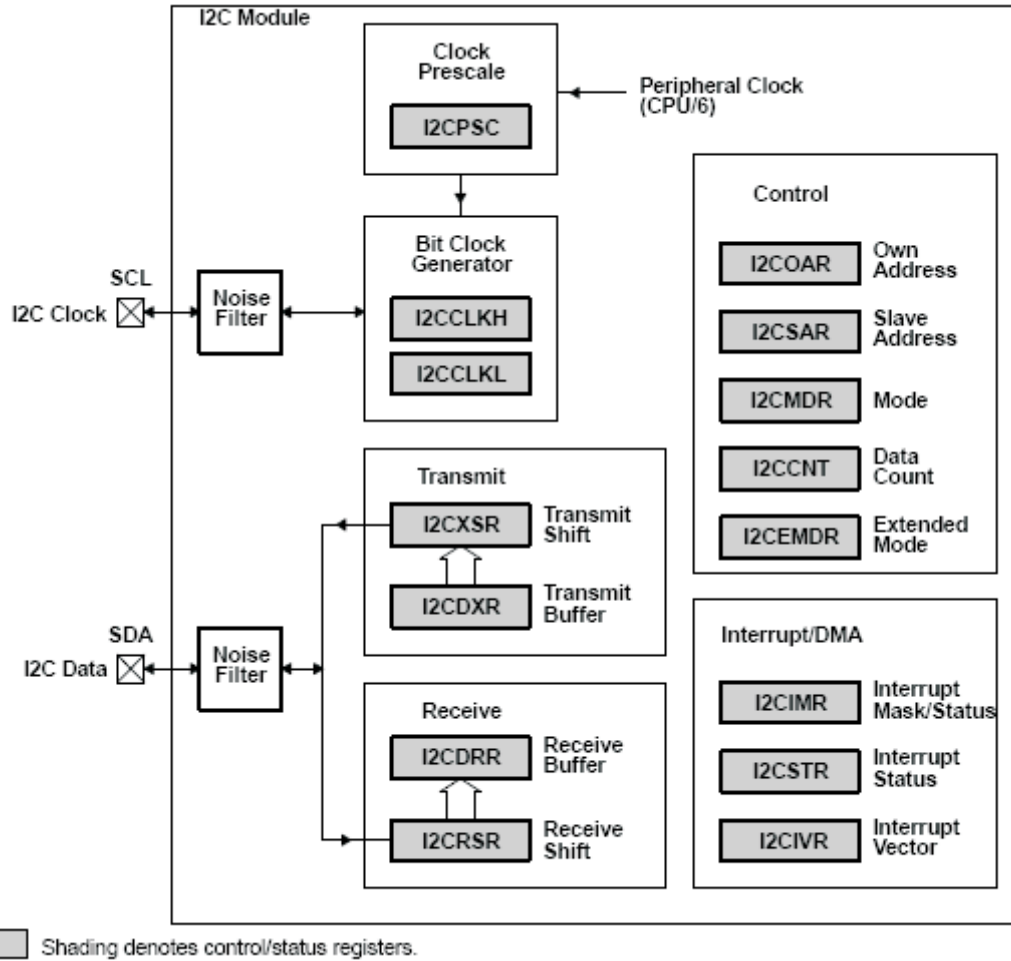 I2C Module
Clock
Prescale
I2CPSC
Peripheral Clock
(CPU/6)
Bit Clock
Generator
I2CCLKH
I2CCLKL
SCL
I2C Clock
Noise
Filter
Control
I2COAR
Own
Address
I2CSAR
Slave
Address
I2CMDR
Mode
I2CCNT
Data
Count
I2CEMDR
Extended
Mode
Transmit
I2CXSR
Transmit
Shift
I2CDXR
Transmit
Buffer
SDA
I2C Data
Noise
Filter
Receive
I2CDRR
Receive
Buffer
I2CRSR
Receive
Shift
Interrupt/DMA
I2CIMR
Interrupt
Mask/Status
I2CSTR
Interrupt
Status
I2CIVR
Interrupt
Vector
Shading denotes control/status registers.